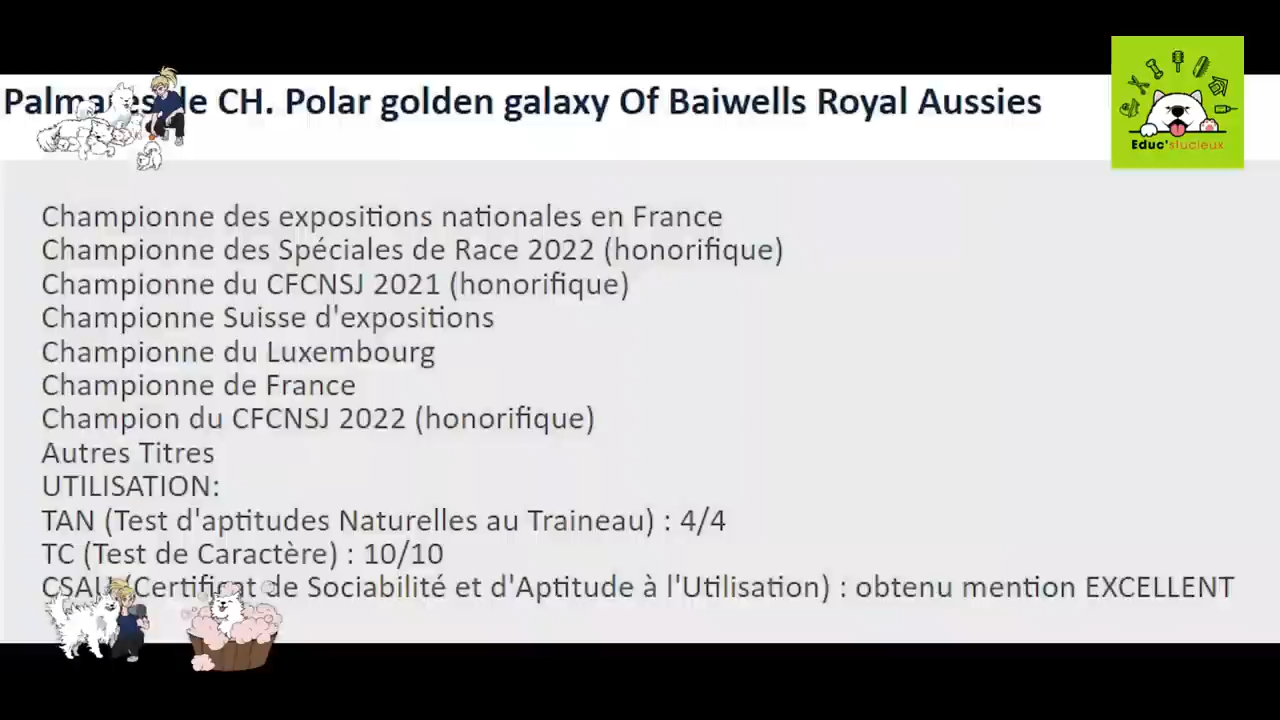 Palmares de CH. Polar golden galaxy Of Baiwells Royal Aussies
Educ'stucieux
Championne des expositions nationales en France
Championne des Spéciales de Race 2022 (honorifique)
Championne du CFCNSJ 2021 (honorifique)
Championne Suisse d'expositions
Championne du Luxembourg
Championne de France
Champion du CFCNSJ 2022 (honorifique)
Autres Titres
UTILISATION:
TAN (Test d'aptitudes Naturelles au Traineau) : 4/4
TC (Test de Caractère) : 10/10
CSAU (Certificat de Sociabilité et d'Aptitude à l'Utilisation) : obtenu mention EXCELLENT